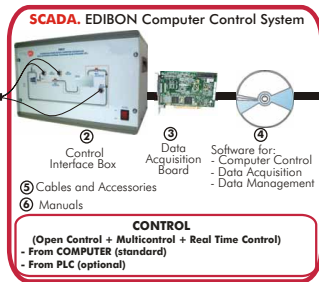 SCADA. EDIBON Computer Control System
2
Control
Interface Box
3
Data
Acquisition
Board
4
Software for:
- Computer Control
- Data Acquisition
- Data Management
5 Cables and Accessories
6 Manuals
CONTROL
(Open Control + Multicontrol + Real Time Control)
- From COMPUTER (standard)
- From PLC (optional)